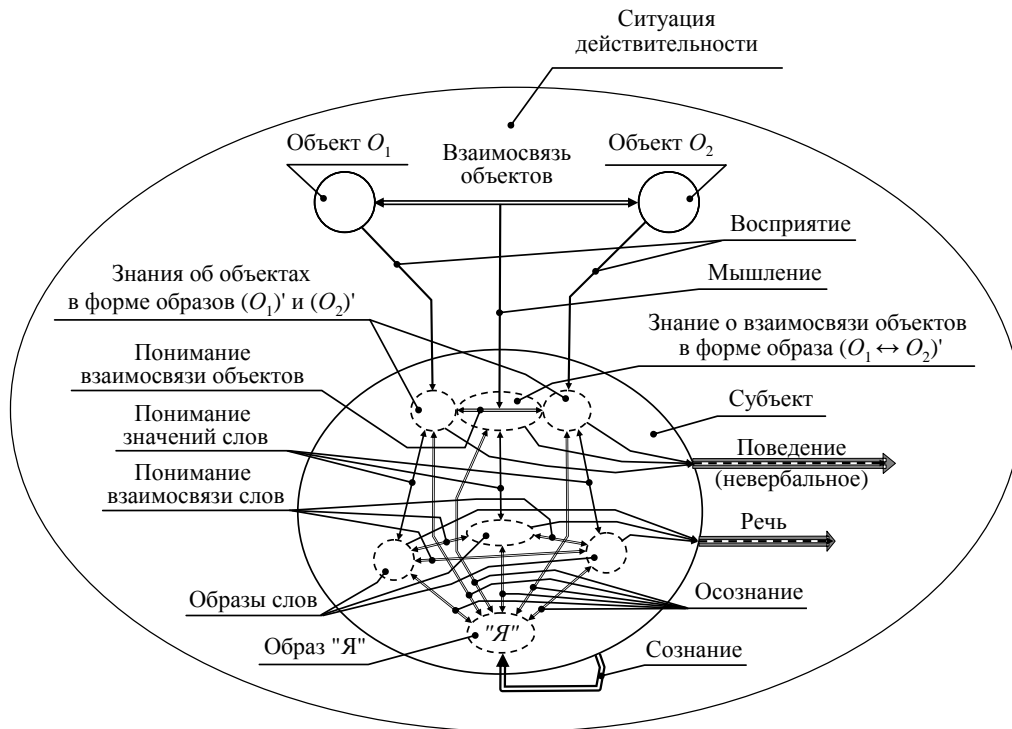 Ситуация
действительности
Объект O₁
Взаимосвязь
объектов
Объект O₂
Восприятие
Знания об объектах
в форме образов (O₁)' и (O₂)'
Мышление
Знание о взаимосвязи объектов
в форме образа (O₁ ↔ O₂)'
Понимание
взаимосвязи объектов
Субъект
Понимание
значений слов
Поведение
(невербальное)
Понимание
взаимосвязи слов
Речь
Образы слов
Осознание
"Я"
Образ "Я"
Сознание